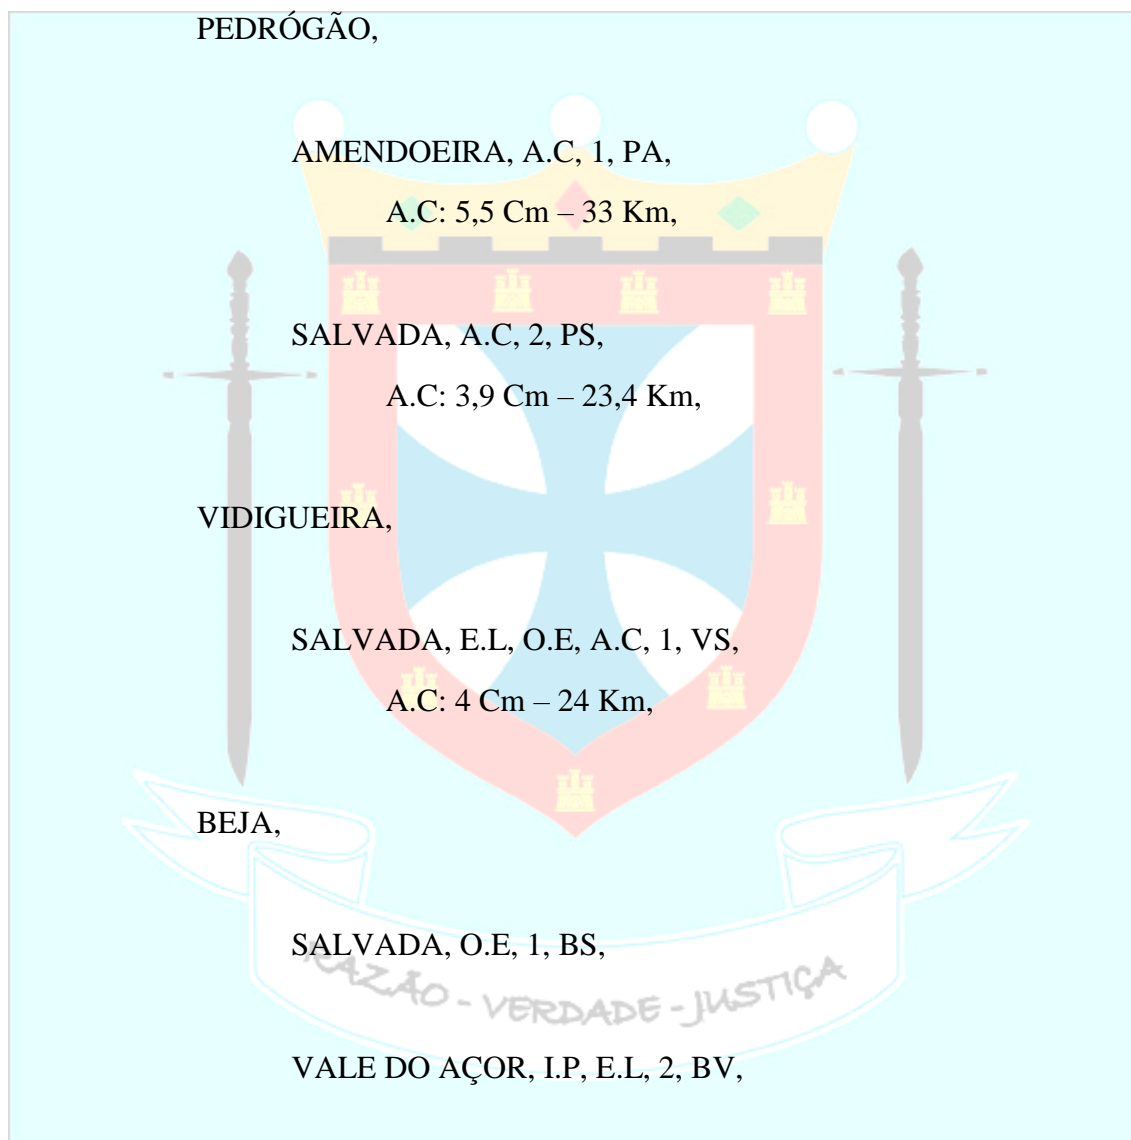 PEDRÓGÃO,
AMENDOEIRA, A.C, 1, PA,
A.C: 5,5 Cm – 33 Km,
SALVADA, A.C, 2, PS,
A.C: 3,9 Cm – 23,4 Km,
VIDIGUEIRA,
SALVADA, E.L, O.E, A.C, 1, VS,
A.C: 4 Cm – 24 Km,
BEJA,
SALVADA, O.E, 1, BS,
RAZÃO - VERDADE - JUSTIÇA
VALE DO AÇOR, I.P, E.L, 2, BV,